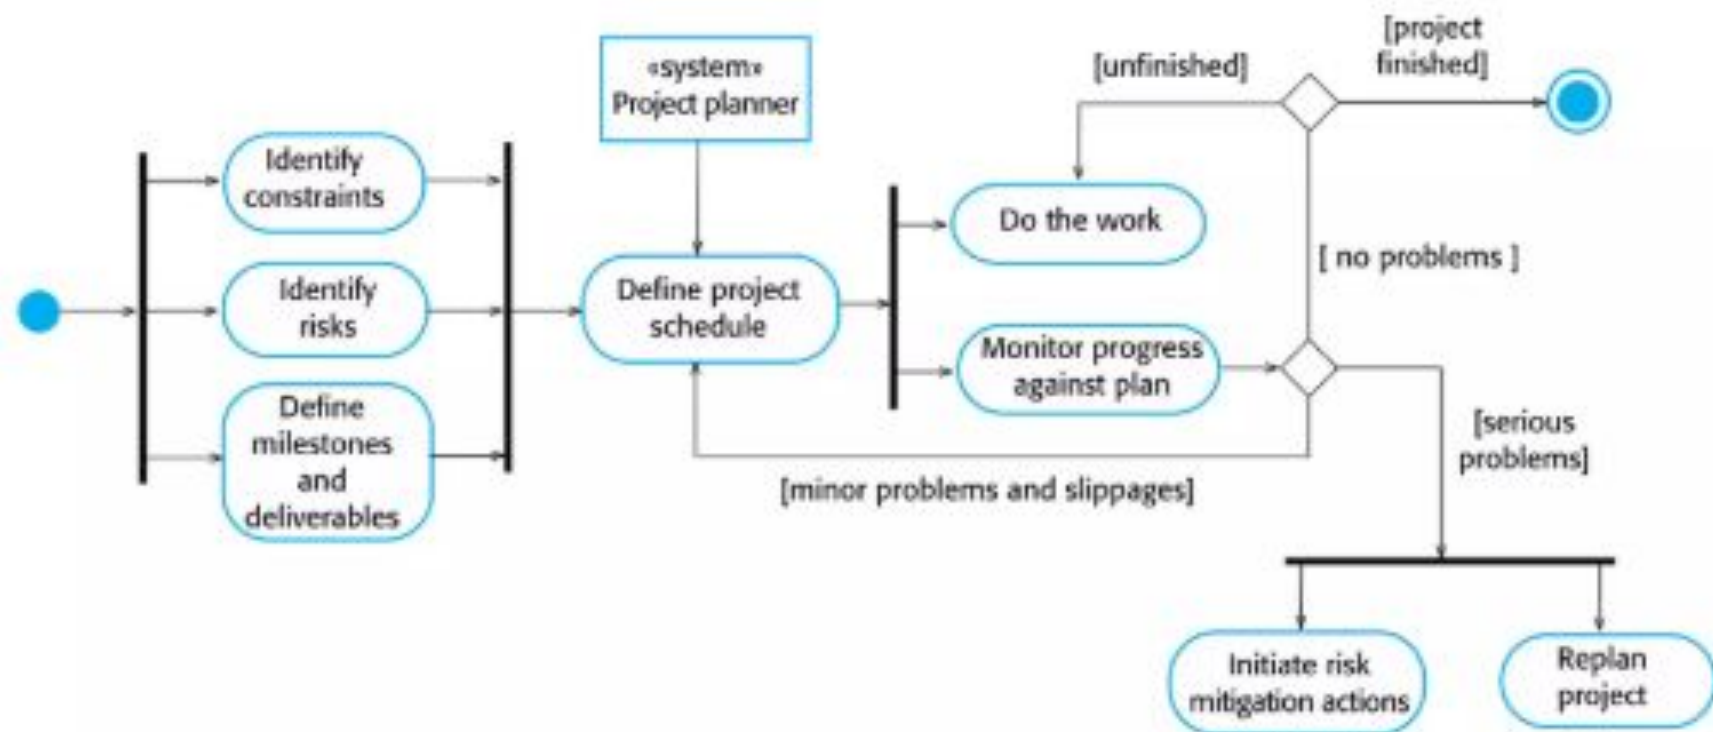 Identify
constraints
Identify
risks
Define
milestones
and
deliverables
«system»
Project planner
Define project
schedule
[unfinished]
[project
finished]
Do the work
[ no problems ]
Monitor progress
against plan
[serious
problems]
[minor problems and slippages]
Initiate risk
mitigation actions
Replan
project